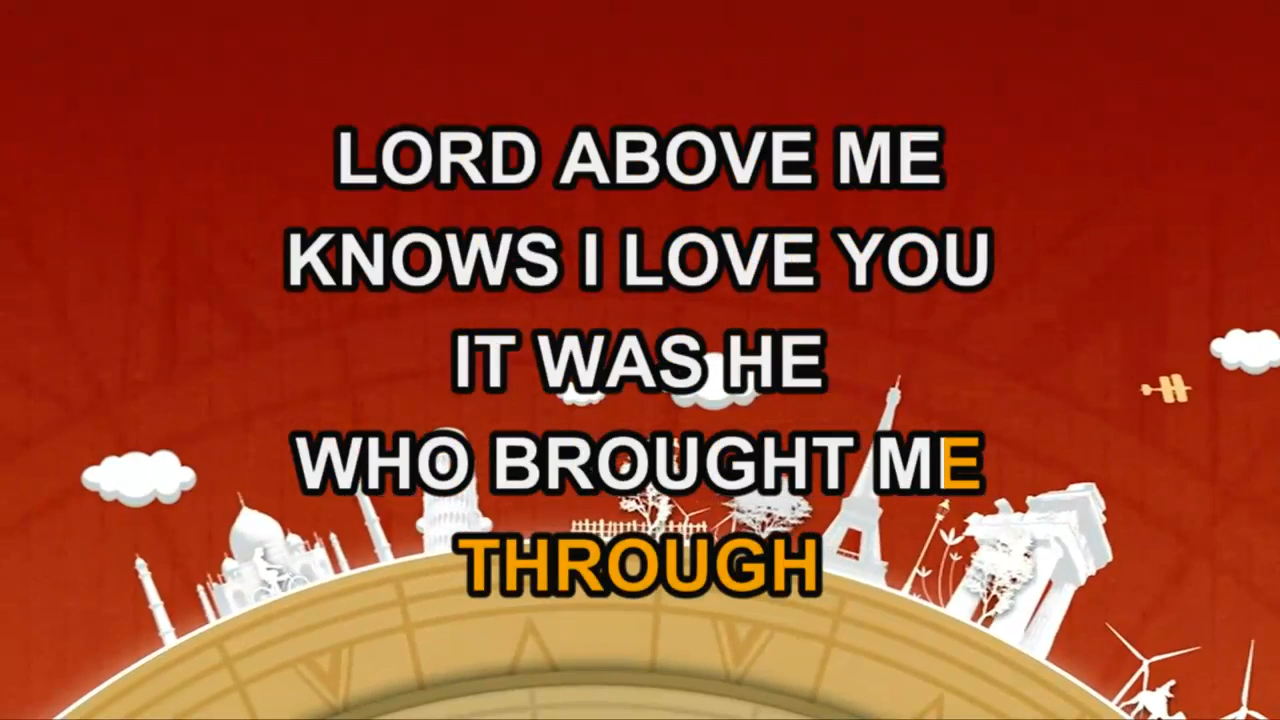 LORD ABOVE ME
KNOWS I LOVE YOU
IT WAS HE
WHO BROUGHT ME
THROUGH